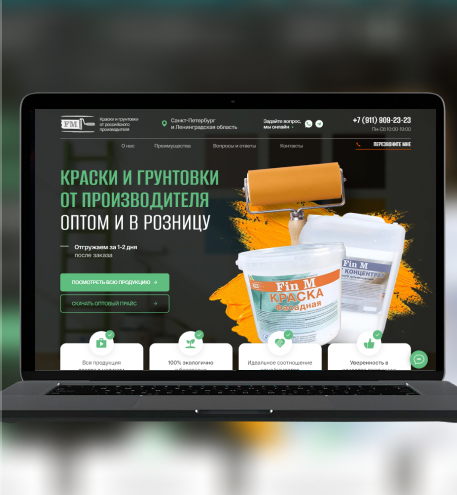 FM
Краски и грунтовки
от российского
производителя
Санкт-Петербург
и Ленинградская область
Задайте вопрос,
мы онлайн
+7 (911) 909-23-23
Пн-Сб 10:00-19:00
О нас
Преимущества
Вопросы и ответы
Контакты
ПЕРЕЗВОНИТЕ МНЕ
КРАСКИ И ГРУНТОВКИ
ОТ ПРОИЗВОДИТЕЛЯ
ОПТОМ И В РОЗНИЦУ
Отгружаем за 1-2 дня
после заказа
ПОСМОТРЕТЬ ВСЮ ПРОДУКЦИЮ
СКАЧАТЬ ОПТОВЫЙ ПРАЙС
Fin M
КРАСКА
фасадная
КОНЦЕНТРАТ
Вся продукция
100% экологично
Идеальное соотношение
Уверенность в